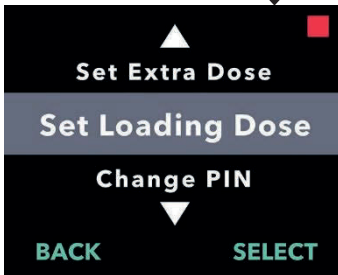 Set Extra Dose
Set Loading Dose
Change PIN
BACK SELECT